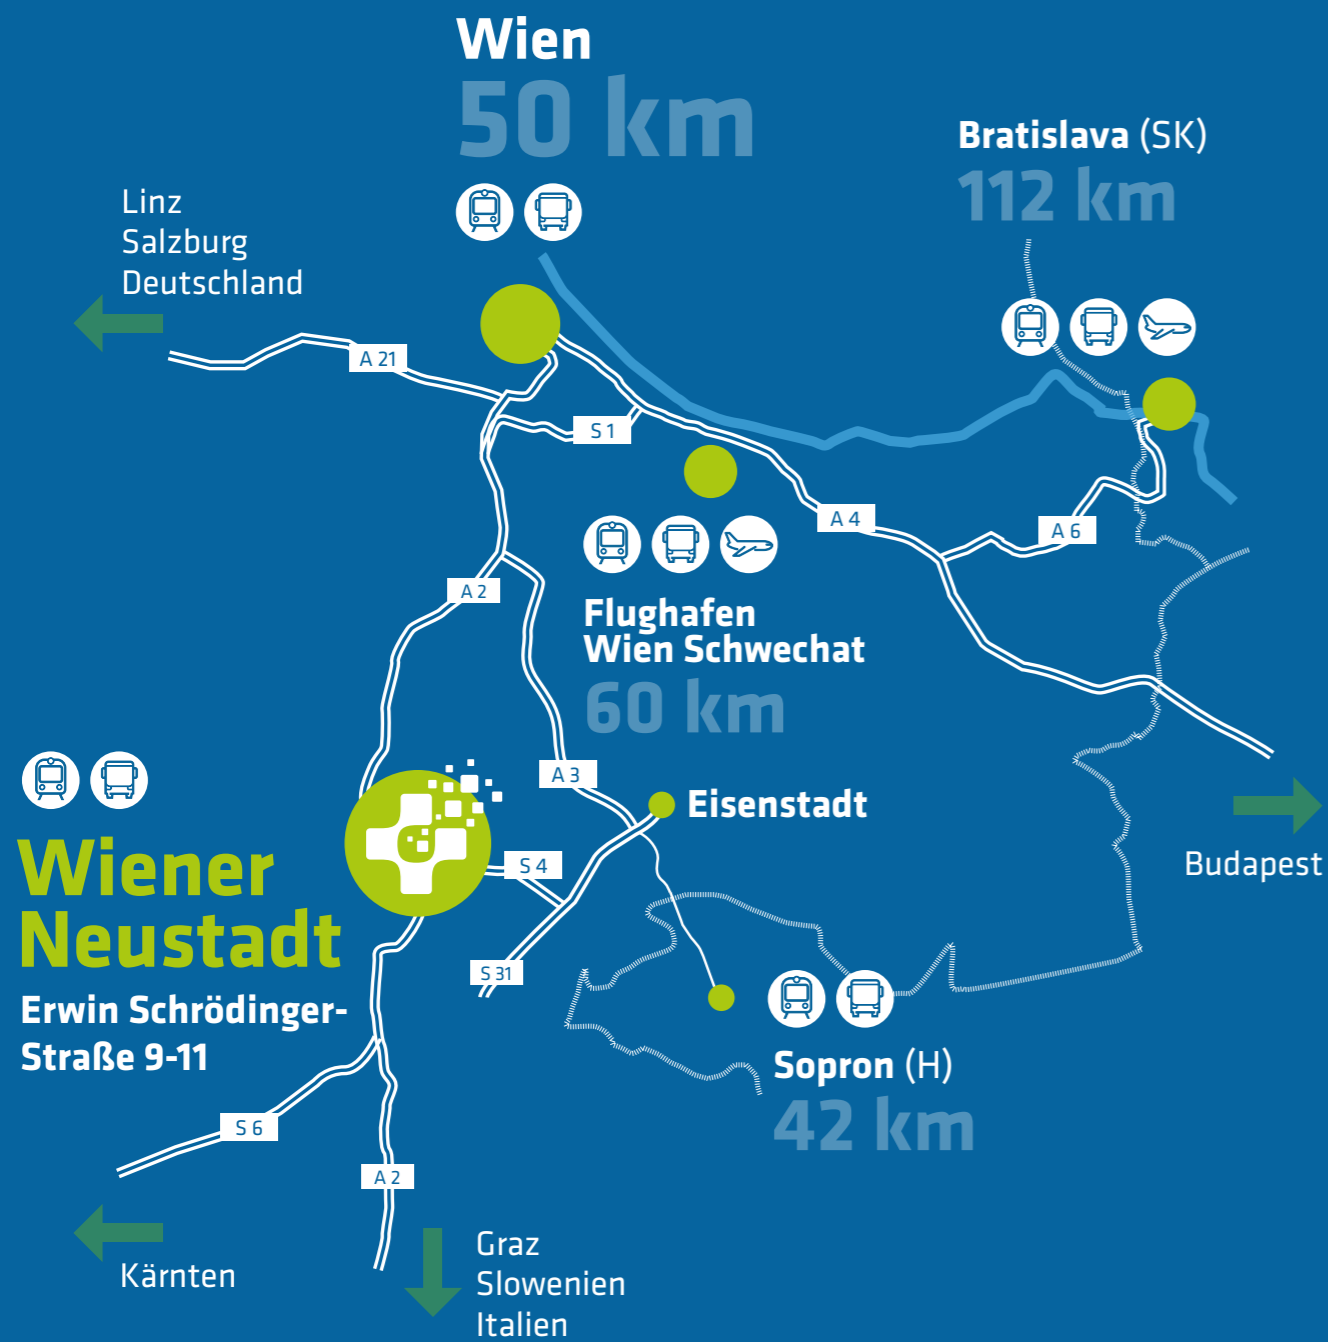 Wien
50 km
Bratislava (SK)
112 km
Linz
Salzburg
Deutschland
A 21
S 1
A 4
A 6
A 2
Flughafen
Wien Schwechat
60 km
A 3
Eisenstadt
Budapest
Wiener
Neustadt
Erwin Schrödinger-
Straße 9-11
S 4
S 31
Sopron (H)
42 km
S 6
A 2
Kärnten
Graz
Slowenien
Italien